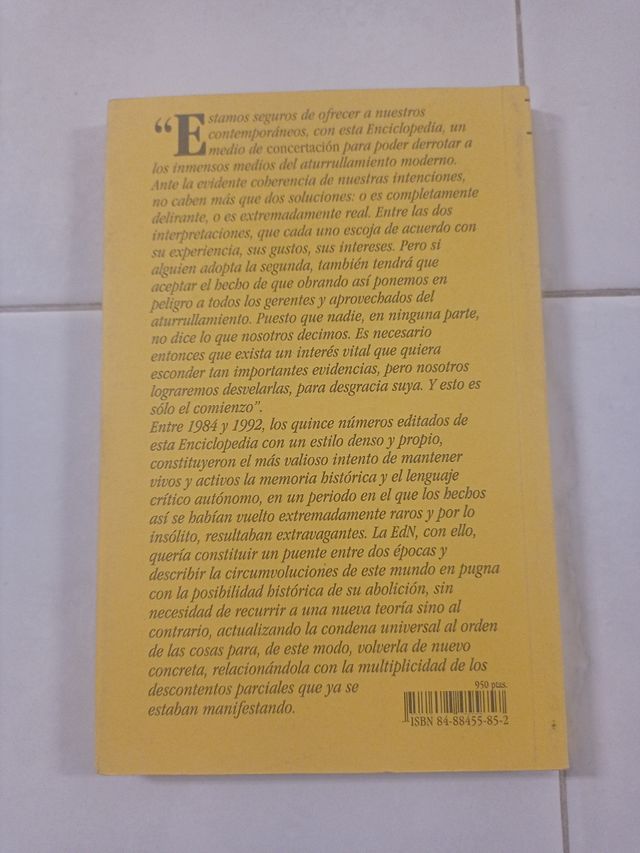 “Estamos seguros de ofrecer a nuestros
contemporáneos, con esta Enciclopedia, un
medio de concertación para poder derrotar a
los inmensos medios del aturrullamiento moderno.
Ante la evidente coherencia de nuestras intenciones,
no caben más que dos soluciones: o es completamente
delirante, o es extremadamente real. Entre las dos
interpretaciones, que cada uno escoja de acuerdo con
su experiencia, sus gustos, sus intereses. Pero si
alguien adopta la segunda, también tendrá que
aceptar el hecho de que obrando así ponemos en
peligro a todos los gerentes y aprovechados del
aturrullamiento. Puesto que nadie, en ninguna parte,
no dice lo que nosotros decimos. Es necesario
entonces que exista un interés vital que quiera
esconder tan importantes evidencias, pero nosotros
lograremos desvelarlas, para desgracia suya. Y esto es
sólo el comienzo”.
Entre 1984 y 1992, los quince números editados de
esta Enciclopedia con un estilo denso y propio,
constituyeron el más valioso intento de mantener
vivos y activos la memoria histórica y el lenguaje
crítico autónomo, en un periodo en el que los hechos
así se habían vuelto extremadamente raros y por lo
insólito, resultaban extravagantes. La EdN, con ello,
quería constituir un puente entre dos épocas y
describir la circumvoluciones de este mundo en pugna
con la posibilidad histórica de su abolición, sin
necesidad de recurrir a una nueva teoría sino al
contrario, actualizando la condena universal al orden
de las cosas para, de este modo, volverla de nuevo
concreta, relacionándola con la multiplicidad de los
descontentos parciales que ya se
estaban manifestando.
950 ptas.
ISBN 84-88455-85-2